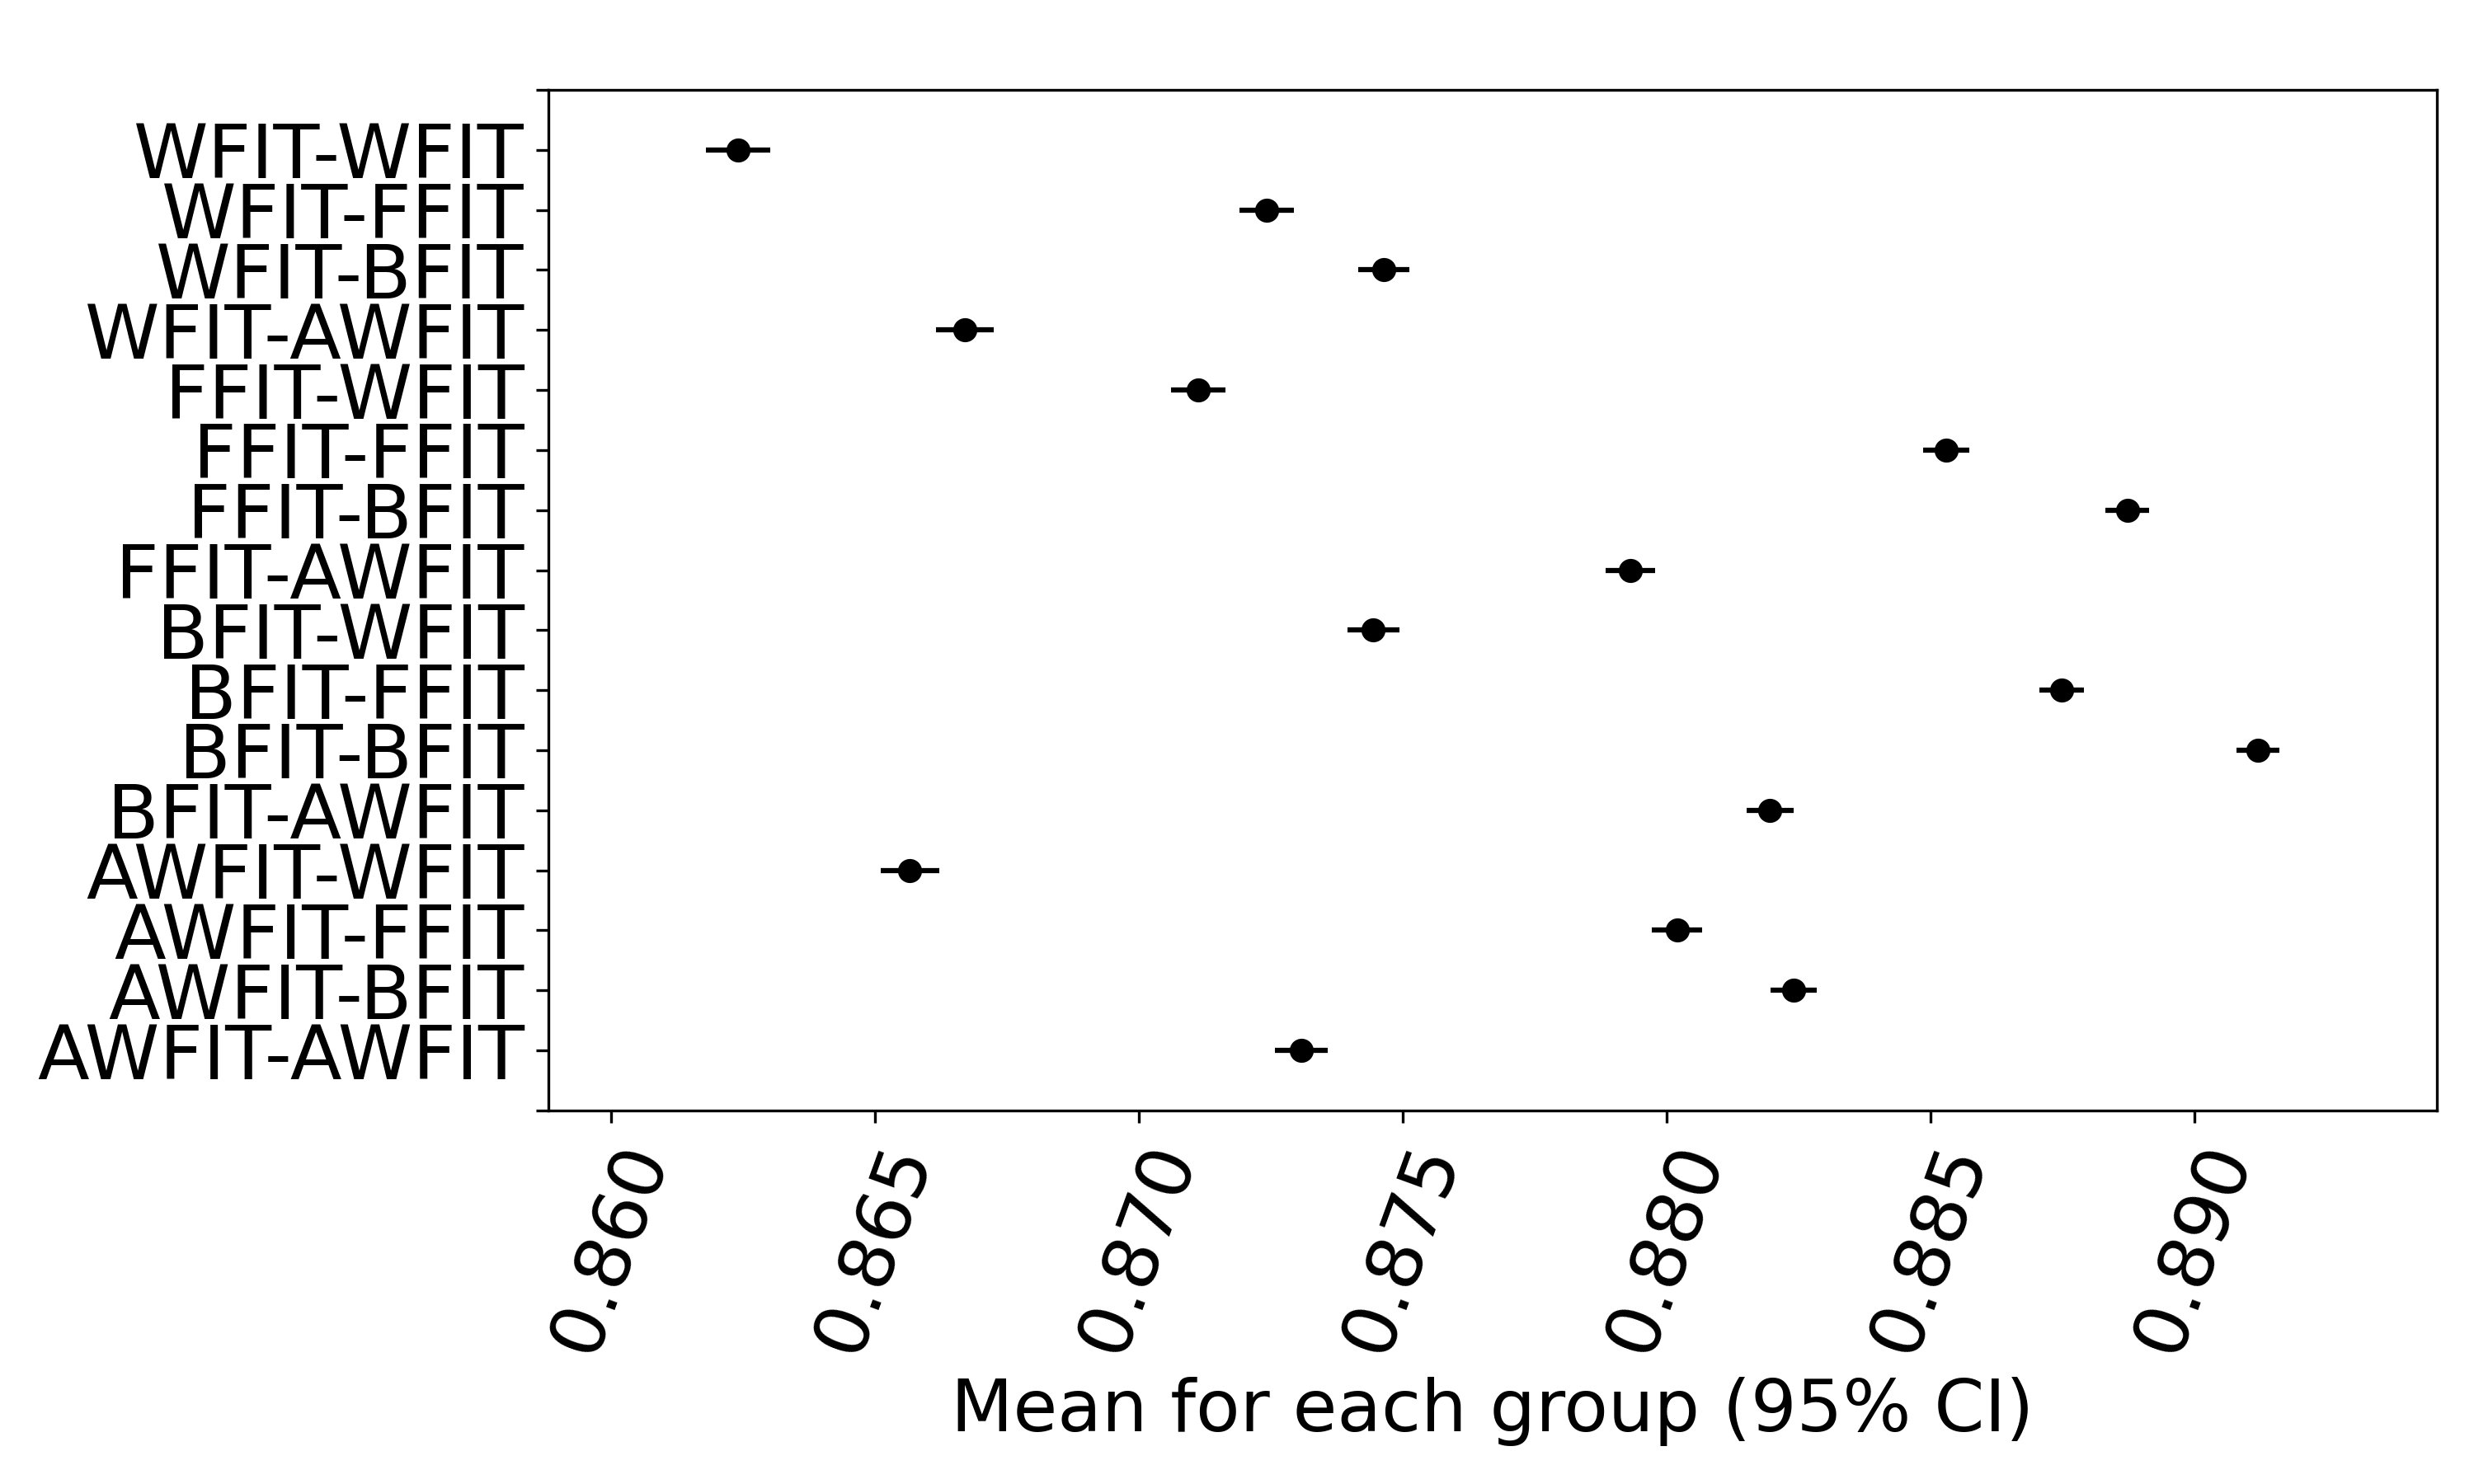 WFIT-WFIT
WFIT-FFIT
WFIT-BFIT
WFIT-AWFIT
FFIT-WFIT
FFIT-FFIT
FFIT-BFIT
FFIT-AWFIT
BFIT-WFIT
BFIT-FFIT
BFIT-BFIT
BFIT-AWFIT
AWFIT-WFIT
AWFIT-FFIT
AWFIT-BFIT
AWFIT-AWFIT
0.860 0.865 0.870 0.875 0.880 0.885 0.890
Mean for each group (95% CI)